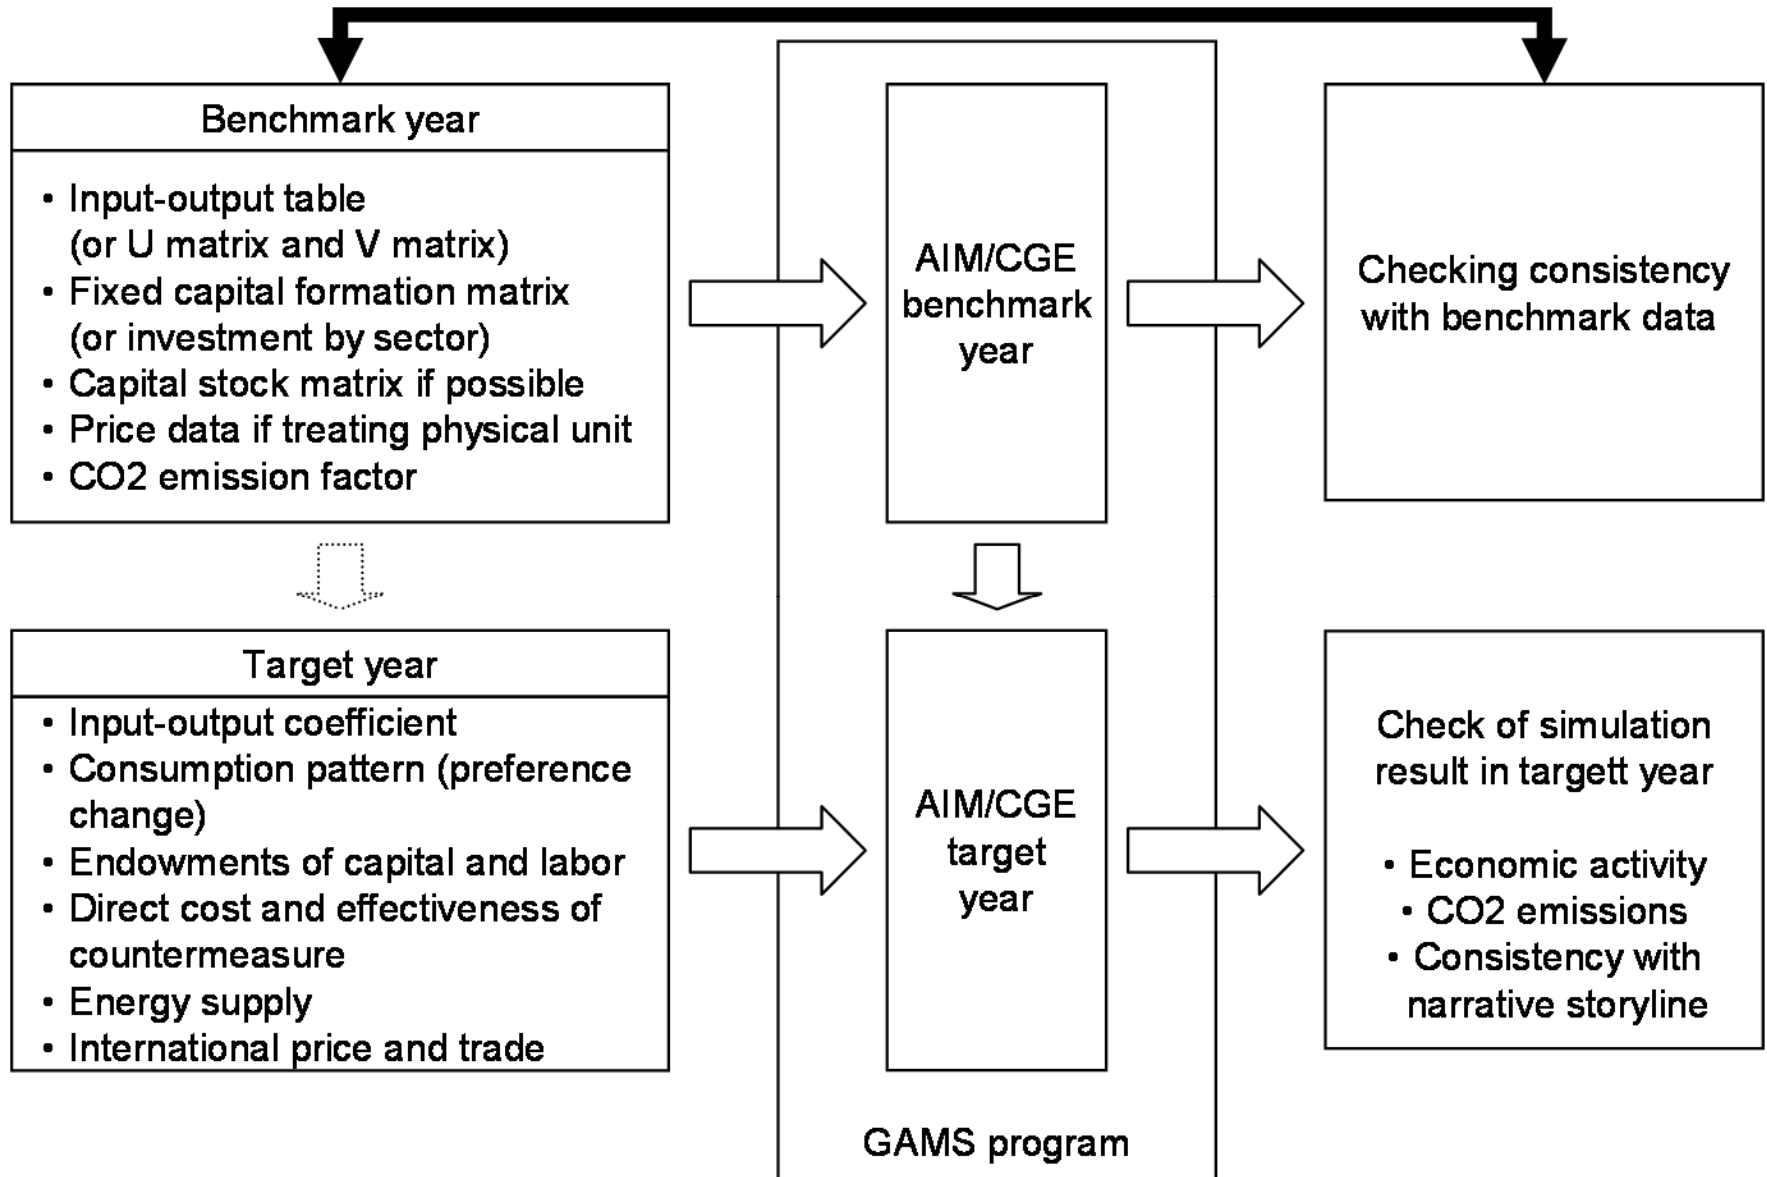 Benchmark year
・Input-output table
(or U matrix and V matrix)
・Fixed capital formation matrix
(or investment by sector)
・Capital stock matrix if possible
・Price data if treating physical unit
・CO2 emission factor
AIM/CGE
benchmark
year
Checking consistency
with benchmark data
Target year
・Input-output coefficient
・Consumption pattern (preference
change)
・Endowments of capital and labor
・Direct cost and effectiveness of
countermeasure
・Energy supply
・International price and trade
AIM/CGE
target
year
Check of simulation
result in targett year
・Economic activity
・CO2 emissions
・Consistency with
narrative storyline
GAMS program